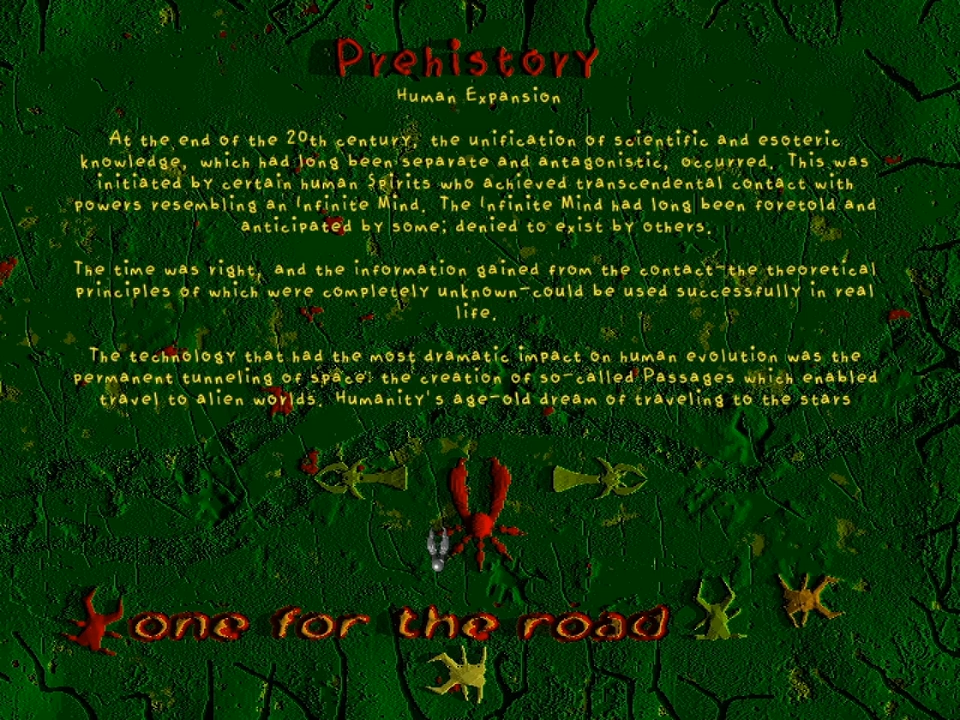 Prehistory
Human Expansion
At the end of the 20th century, the unification of scientific and esoteric
knowledge, which had long been separate and antagonistic, occurred. This was
initiated by certain human Spirits who achieved transcendental contact with
powers resembling an Infinite Mind. The Infinite Mind had long been foretold and
anticipated by some; denied to exist by others.
The time was right, and the information gained from the contact-the theoretical
principles of which were completely unknown-could be used successfully in real
life.
The technology that had the most dramatic impact on human evolution was the
permanent tunneling of space: the creation of so-called Passages which enabled
travel to alien worlds. Humanity's age-old dream of traveling to the stars
one for the road